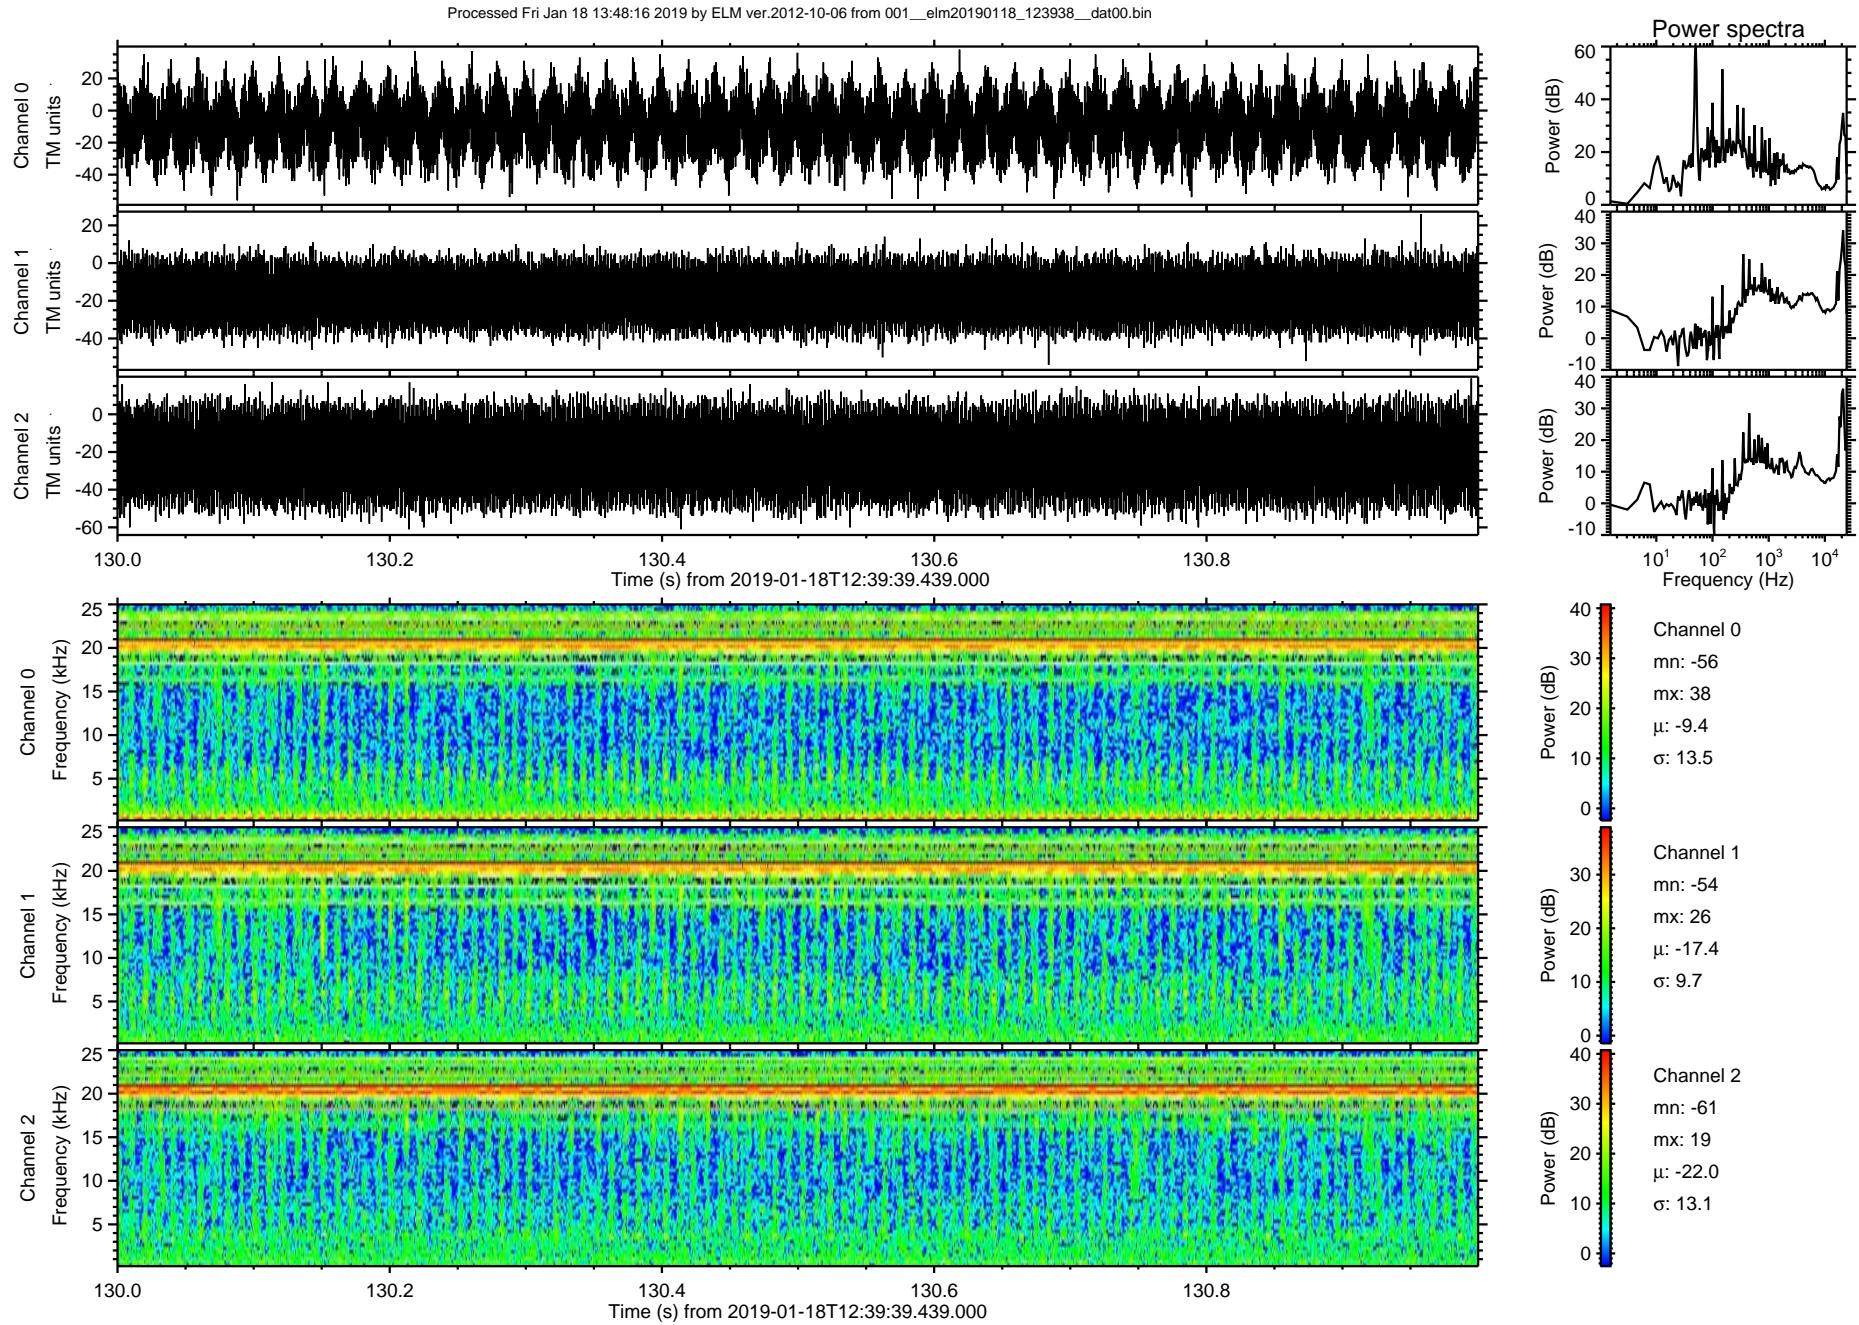 Processed Fri Jan 18 13:48:16 2019 by ELM ver.2012-10-06 from 001__elm20190118_123938__dat00.bin
Power spectra
Channel 0
TM units
20
0
-20
-40
Power (dB)
60
40
20
0
Channel 1
TM units
20
0
-20
-40
Power (dB)
40
30
20
10
0
-10
Channel 2
TM units
0
-20
-40
-60
Power (dB)
40
30
20
10
0
-10
130.0 130.2 130.4 130.6 130.8
Time (s) from 2019-01-18T12:39:39.439.000
10^1 10^2 10^3 10^4
Frequency (Hz)
Channel 0
Frequency (kHz)
25
20
15
10
5
Power (dB)
40
30
20
10
0
Channel 0
mn: -56
mx: 38
µ: -9.4
σ: 13.5
Channel 1
Frequency (kHz)
25
20
15
10
5
Power (dB)
30
20
10
0
Channel 1
mn: -54
mx: 26
µ: -17.4
σ: 9.7
Channel 2
Frequency (kHz)
25
20
15
10
5
Power (dB)
40
30
20
10
0
Channel 2
mn: -61
mx: 19
µ: -22.0
σ: 13.1
130.0 130.2 130.4 130.6 130.8
Time (s) from 2019-01-18T12:39:39.439.000